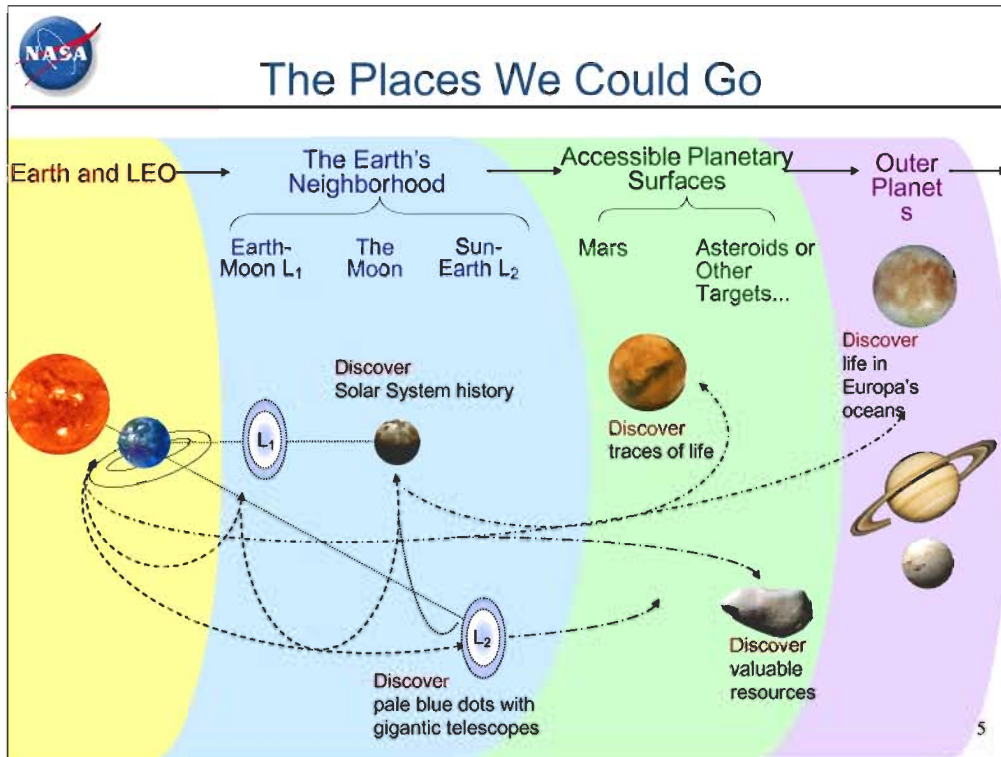 NASA
The Places We Could Go
Earth and LEO
The Earth's
Neighborhood
Accessible Planetary
Surfaces
Outer
Planet
s
Earth-
Moon L1
The
Moon
Sun-
Earth L2
Mars
Asteroids or
Other
Targets...
Discover
Solar System history
Discover
traces of life
Discover
life in
Europa's
oceans
L1
L2
Discover
pale blue dots with
gigantic telescopes
Discover
valuable
resources
5